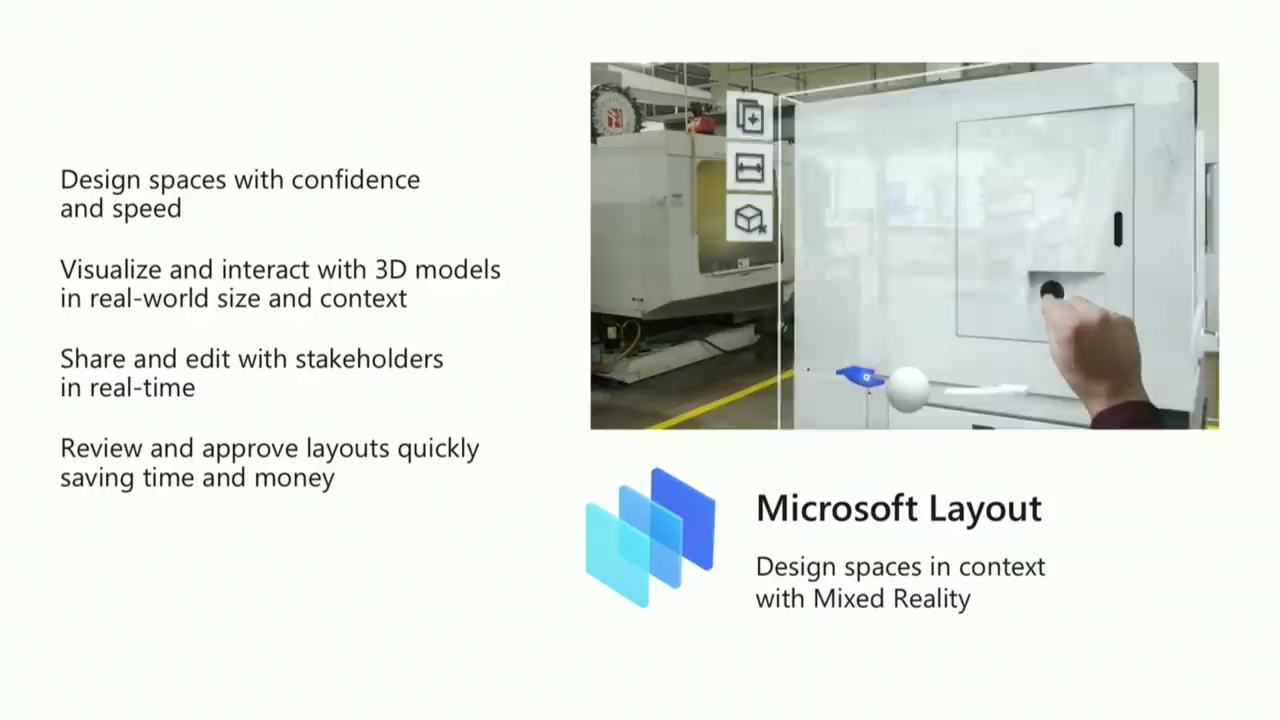 Design spaces with confidence
and speed
Visualize and interact with 3D models
in real-world size and context
Share and edit with stakeholders
in real-time
Review and approve layouts quickly
saving time and money
Microsoft Layout
Design spaces in context
with Mixed Reality